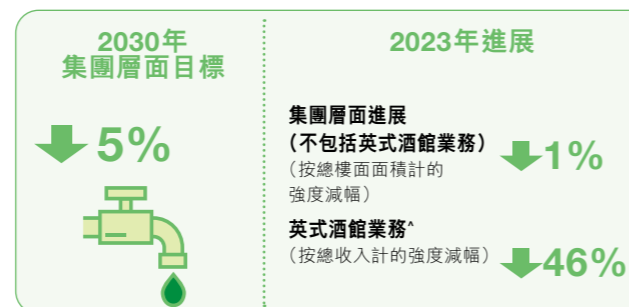 2030年
集團層面目標
5%
2023年進展
集團層面進展
（不包括英式酒館業務）
（按總樓面面積計的
強度減幅）
1%
英式酒館業務^
（按總收入計的強度減幅）
46%